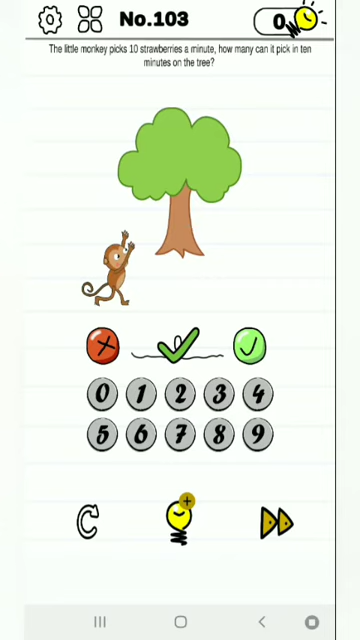 No.103
0
The little monkey picks 10 strawberries a minute, how many can it pick in ten
minutes on the tree?
0
0 1 2 3 4
5 6 7 8 9